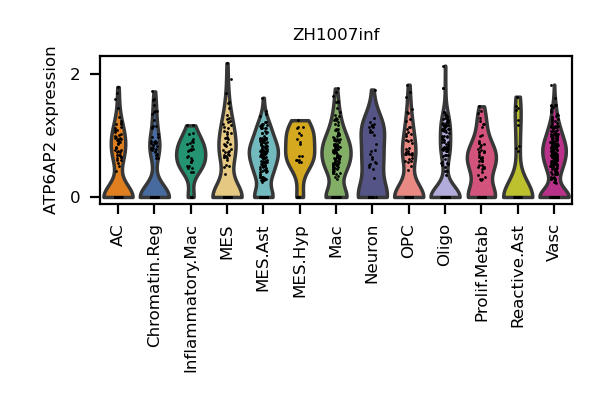 ZH1007inf
ATP6AP2 expression
2
0
AC
Chromatin.Reg
Inflammatory.Mac
MES
MES.Ast
MES.Hyp
Mac
Neuron
OPC
Oligo
Prolif.Metab
Reactive.Ast
Vasc